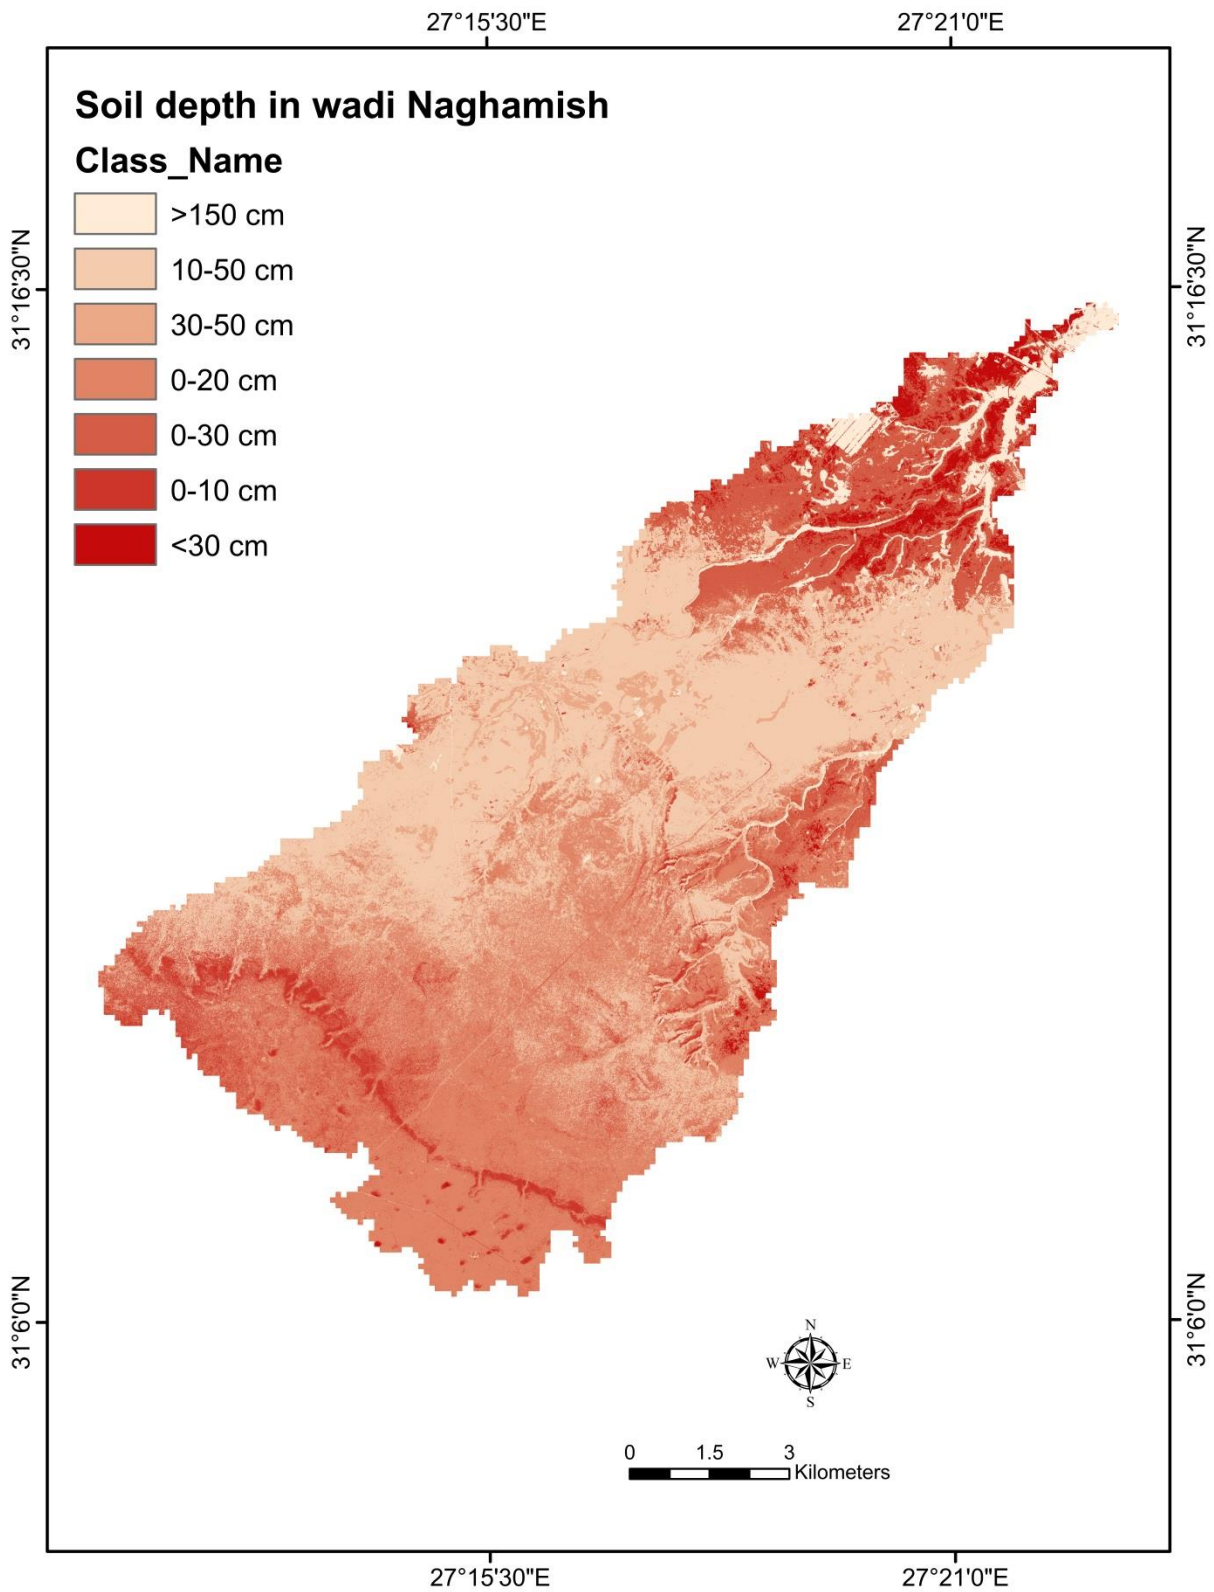 27°15'30"E
27°21'0"E
Soil depth in wadi Naghamish
Class_Name
>150 cm
10-50 cm
30-50 cm
0-20 cm
0-30 cm
0-10 cm
<30 cm
31°16'30"N
31°16'30"N
31°6'0"N
31°6'0"N
N
W E
S
0 1.5 3
Kilometers
27°15'30"E
27°21'0"E